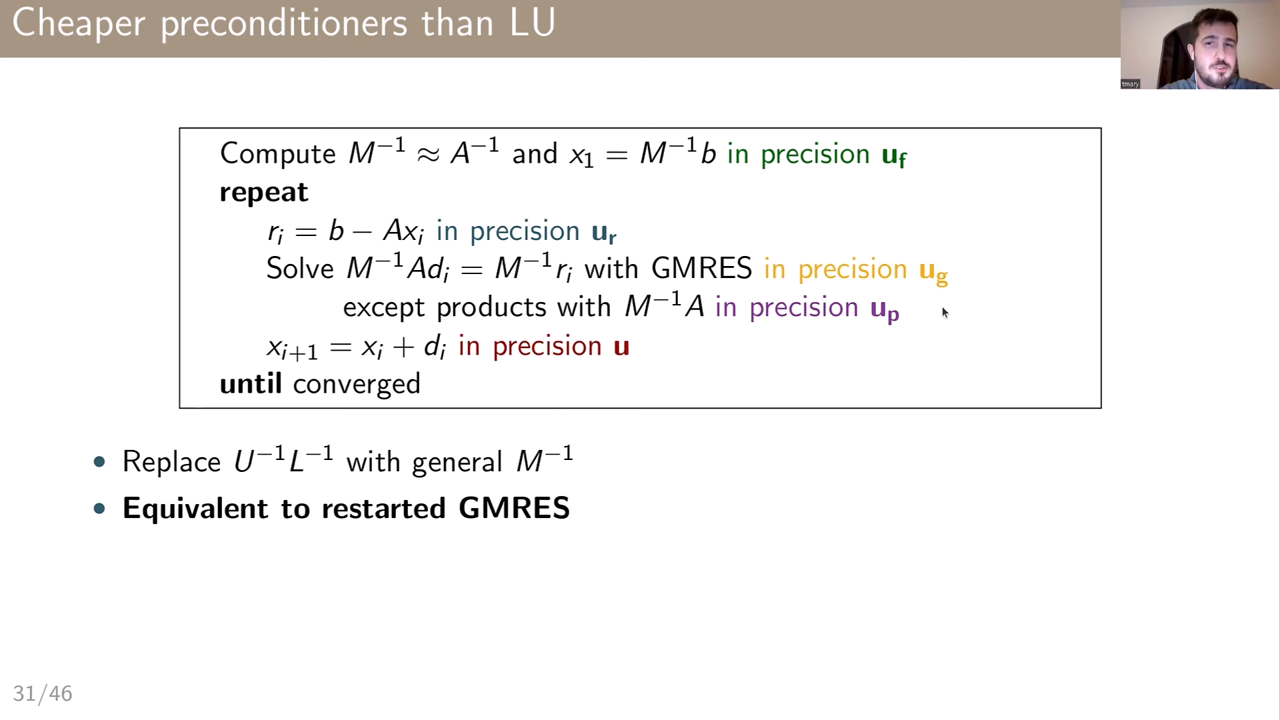 Cheaper preconditioners than LU
tmary
Compute M⁻¹ ≈ A⁻¹ and x₁ = M⁻¹b in precision u_f
repeat
r_i = b − Ax_i in precision u_r
Solve M⁻¹Ad_i = M⁻¹r_i with GMRES in precision u_g
except products with M⁻¹A in precision u_p
x_{i+1} = x_i + d_i in precision u
until converged
• Replace U⁻¹L⁻¹ with general M⁻¹
• Equivalent to restarted GMRES
31/46